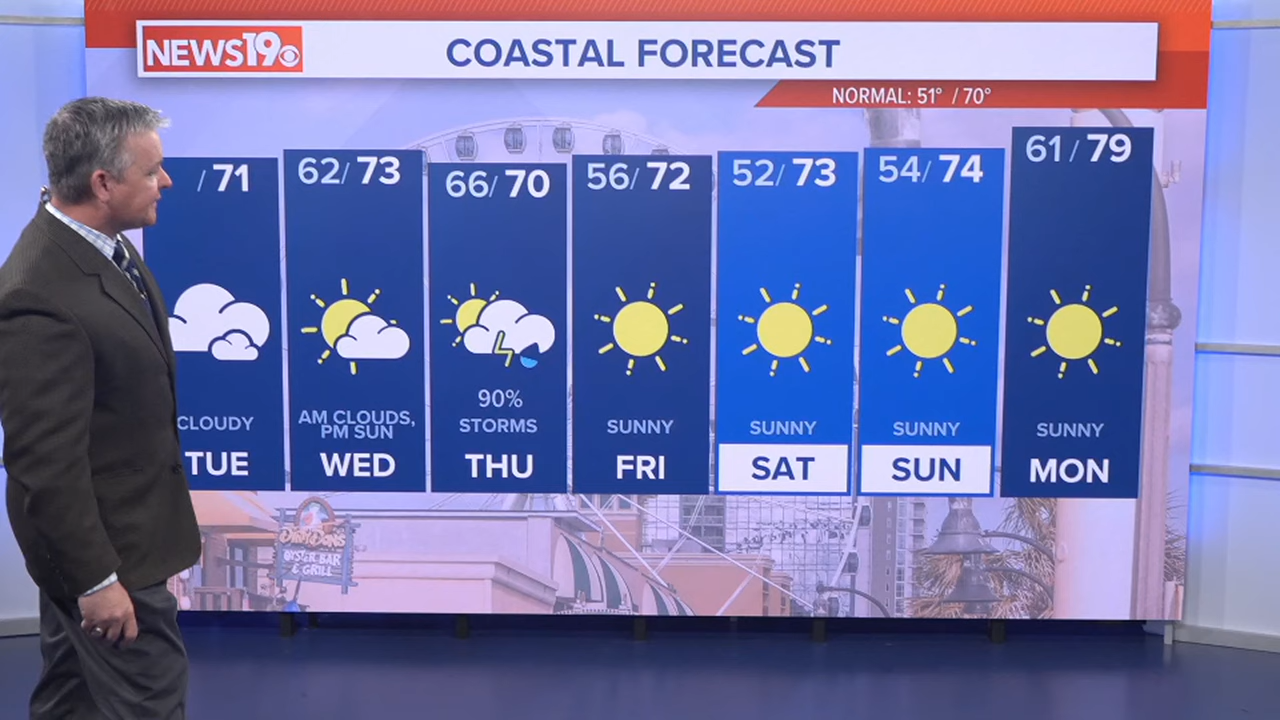 NEWS19
COASTAL FORECAST
NORMAL: 51° / 70°
/ 71
62/ 73
66/ 70
56/ 72
52/ 73
54/ 74
61 / 79
CLOUDY
TUE
AM CLOUDS,
PM SUN
WED
90%
STORMS
THU
SUNNY
FRI
SUNNY
SAT
SUNNY
SUN
SUNNY
MON
Dirty Don's
OYSTER BAR
& GRILL